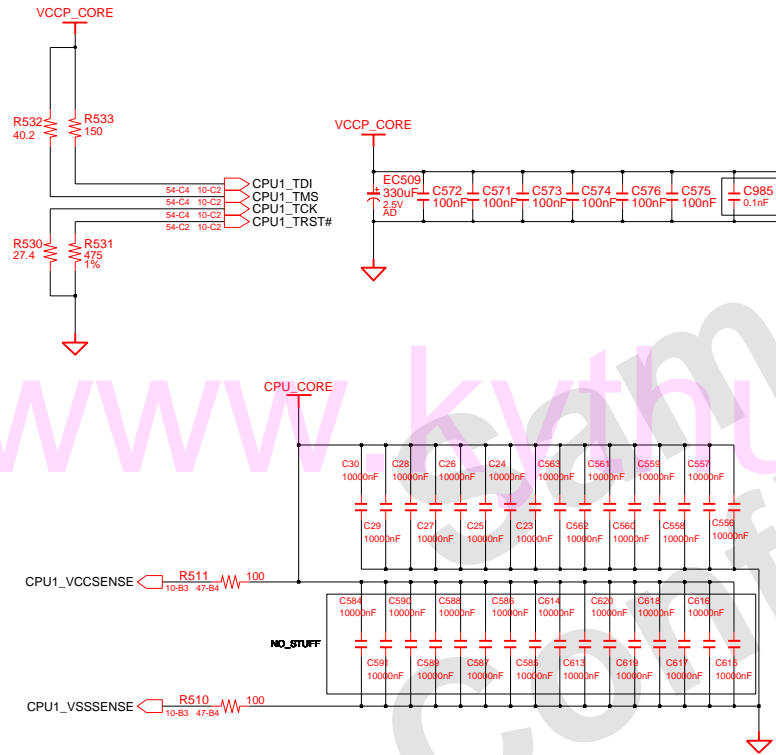 VCCP_CORE
R532
40.2
R533
150
CPU1_TDI
54-C4 10-C2
CPU1_TMS
54-C4 10-C2
CPU1_TCK
54-C4 10-C2
CPU1_TRST#
54-C2 10-C2
R530
27.4
R531
475
1%
VCCP_CORE
EC509
330uF
2.5V
AD
C572
100nF
C571
100nF
C573
100nF
C574
100nF
C576
100nF
C575
100nF
C985
0.1nF
www.kythu
Sam
Confi
CPU_CORE
C30 C28 C26 C24 C563 C561 C559 C557
10000nF 10000nF 10000nF 10000nF 10000nF 10000nF 10000nF 10000nF
C29 C27 C25 C23 C562 C560 C558
10000nF 10000nF 10000nF 10000nF 10000nF 10000nF 10000nF 10000nF
CPU1_VCCSENSE
R511
100
10-B3 47-B4
C584 C590 C588 C586 C614 C620 C618 C616
10000nF 10000nF 10000nF 10000nF 10000nF 10000nF 10000nF 10000nF
NO_STUFF
C591 C589 C587 C585 C613 C619 C617 C615
10000nF 10000nF 10000nF 10000nF 10000nF 10000nF 10000nF 10000nF
CPU1_VSSSENSE
R510
100
10-B3 47-B4